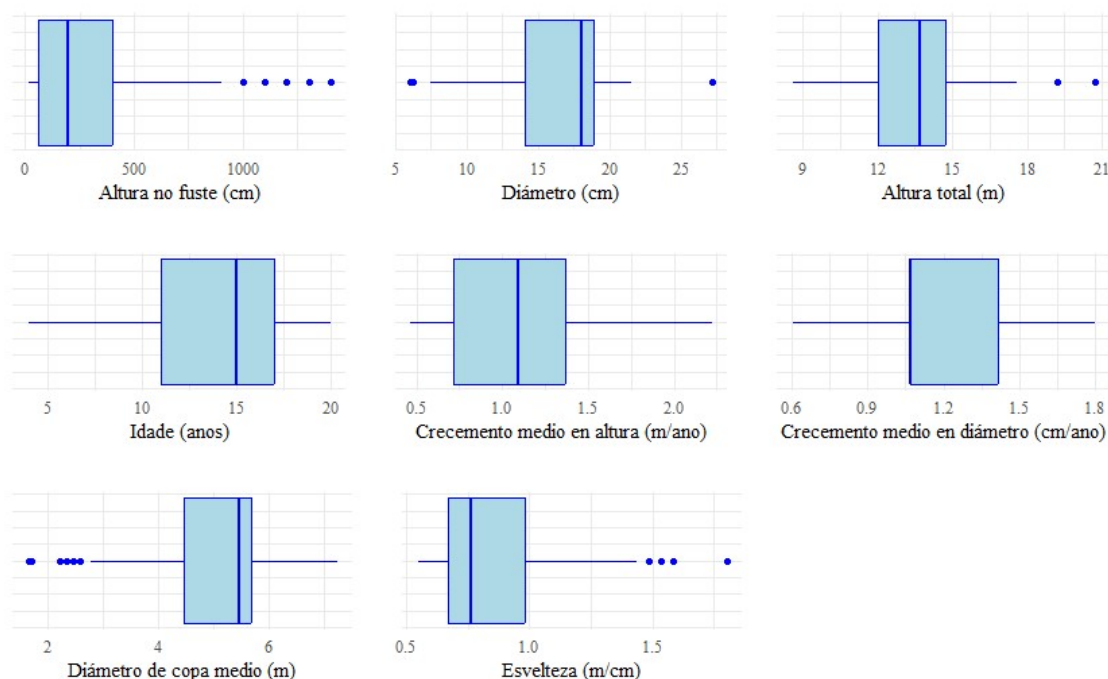 0 500 1000
Altura no fuste (cm)
5 10 15 20 25
Diámetro (cm)
9 12 15 18 21
Altura total (m)
5 10 15 20
Idade (anos)
0.5 1.0 1.5 2.0
Crecemento medio en altura (m/ano)
0.6 0.9 1.2 1.5 1.8
Crecemento medio en diámetro (cm/ano)
2 4 6
Diámetro de copa medio (m)
0.5 1.0 1.5
Esvelteza (m/cm)